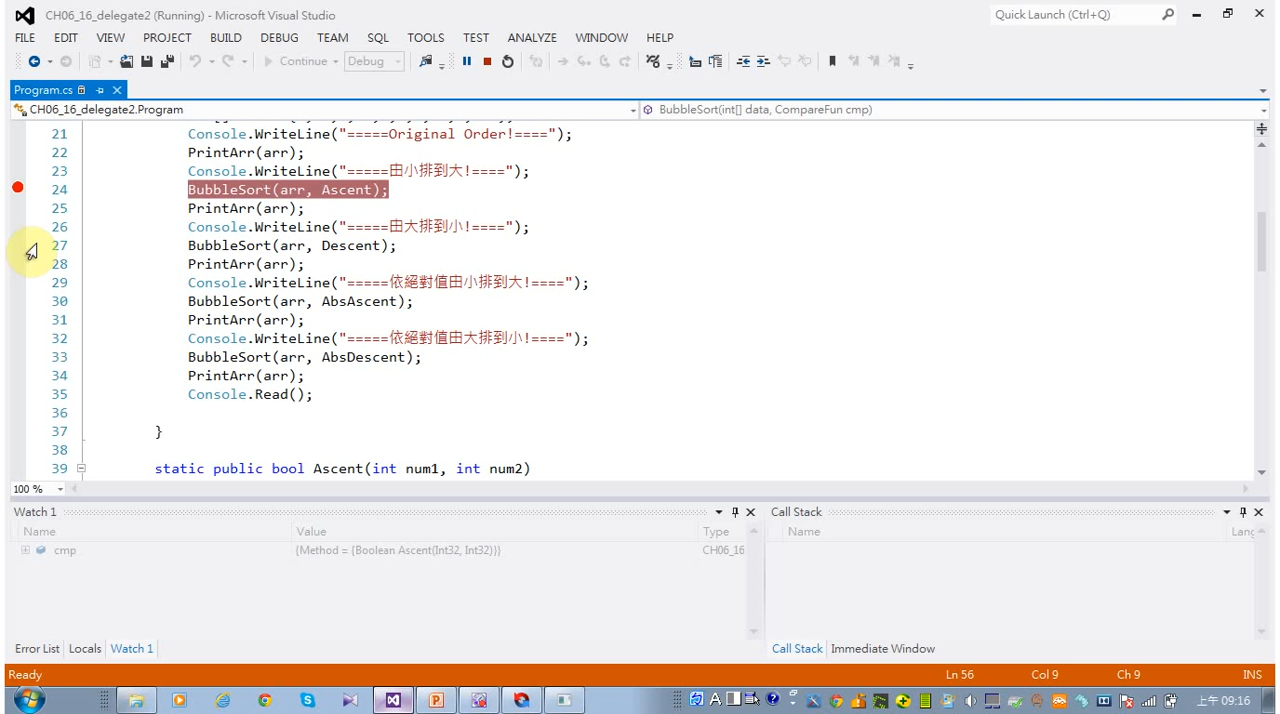 CH06_16_delegate2 (Running) - Microsoft Visual Studio
Quick Launch (Ctrl+Q)
FILE EDIT VIEW PROJECT BUILD DEBUG TEAM SQL TOOLS TEST ANALYZE WINDOW HELP
Continue Debug
Program.cs
CH06_16_delegate2.Program
BubbleSort(int[] data, CompareFun cmp)
21 Console.WriteLine("=====Original Order!====");
22 PrintArr(arr);
23 Console.WriteLine("=====由小排到大!====");
24 BubbleSort(arr, Ascent);
25 PrintArr(arr);
26 Console.WriteLine("=====由大排到小!====");
27 BubbleSort(arr, Descent);
28 PrintArr(arr);
29 Console.WriteLine("=====依絕對值由小排到大!====");
30 BubbleSort(arr, AbsAscent);
31 PrintArr(arr);
32 Console.WriteLine("=====依絕對值由大排到小!====");
33 BubbleSort(arr, AbsDescent);
34 PrintArr(arr);
35 Console.Read();
36
37 }
38
39 static public bool Ascent(int num1, int num2)
100 %
Watch 1
Call Stack
Name Value Type
Name Lang
cmp {Method = {Boolean Ascent(Int32, Int32)}} CH06_16
Error List Locals Watch 1
Call Stack Immediate Window
Ready
Ln 56 Col 9 Ch 9 INS
上午 09:16